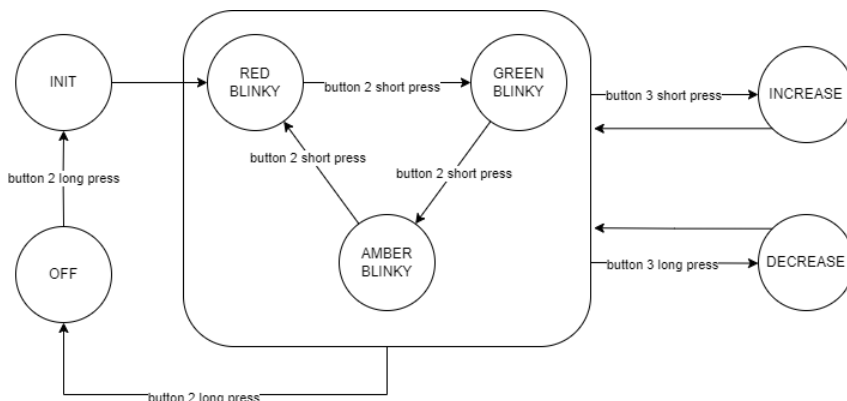 INIT
RED
BLINKY
button 2 short press
GREEN
BLINKY
button 3 short press
INCREASE
button 2 short press
button 2 short press
button 2 long press
AMBER
BLINKY
OFF
button 3 long press
DECREASE
button 2 long press